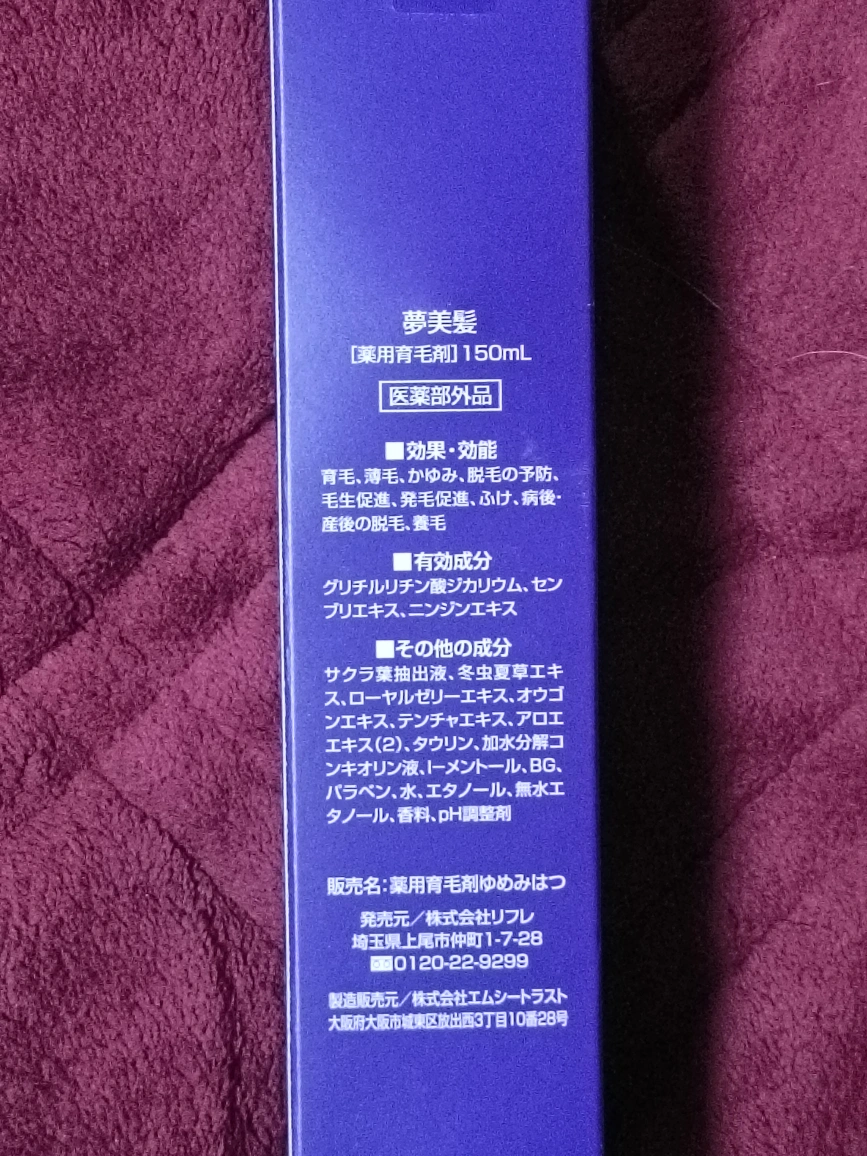 夢美髪
[薬用育毛剤]150mL
医薬部外品
■効果・効能
育毛、薄毛、かゆみ、脱毛の予防、
毛生促進、発毛促進、ふけ、病後・
産後の脱毛、養毛
■有効成分
グリチルリチン酸ジカリウム、セン
ブリエキス、ニンジンエキス
■その他の成分
サクラ葉抽出液、冬虫夏草エキ
ス、ローヤルゼリーエキス、オウゴ
ンエキス、テンチャエキス、アロエ
エキス(2)、タウリン、加水分解コ
ンキオリン液、l-メントール、BG、
パラベン、水、エタノール、無水エ
タノール、香料、pH調整剤
販売名:薬用育毛剤ゆめみはつ
発売元/株式会社リフレ
埼玉県上尾市仲町1-7-28
0120-22-9299
製造販売元/株式会社エムシートラスト
大阪府大阪市城東区放出西3丁目10番28号